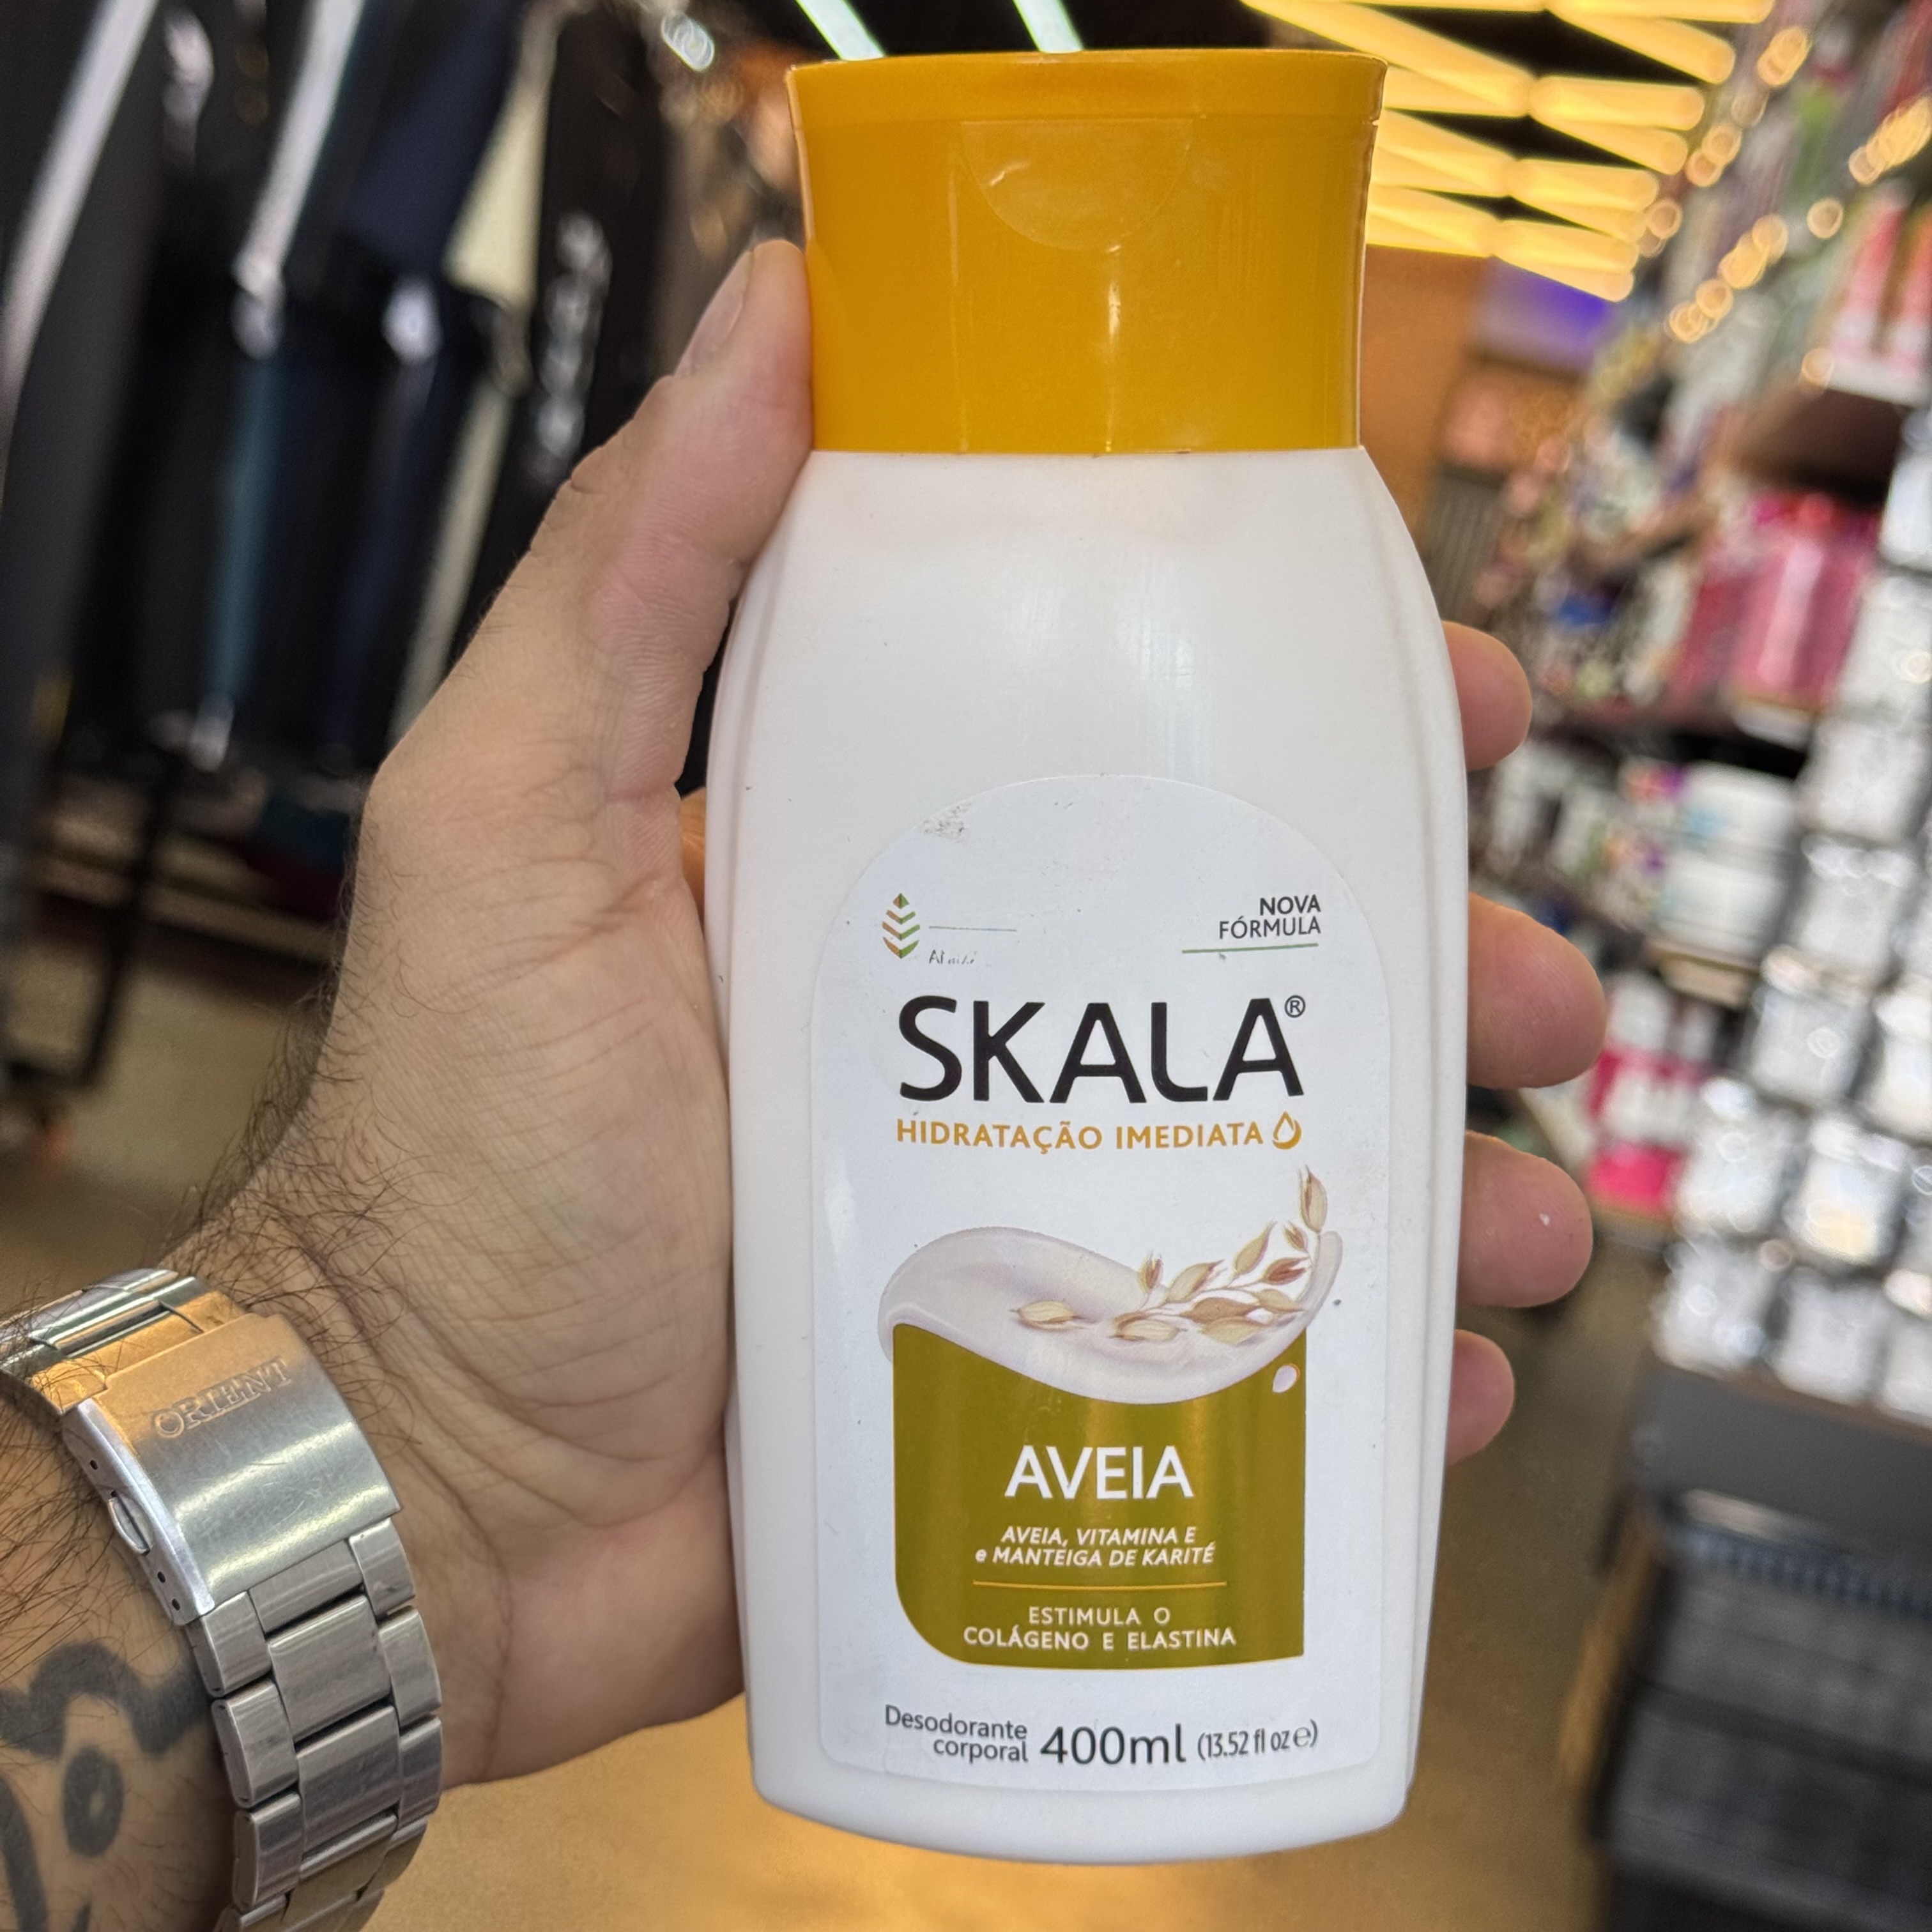 NOVA
FÓRMULA
SKALA®
HIDRATAÇÃO IMEDIATA
AVEIA
AVEIA, VITAMINA E
e MANTEIGA DE KARITÉ
ESTIMULA O
COLÁGENO E ELASTINA
Desodorante
corporal 400ml (13.52 fl oz ℮)
ORIENT